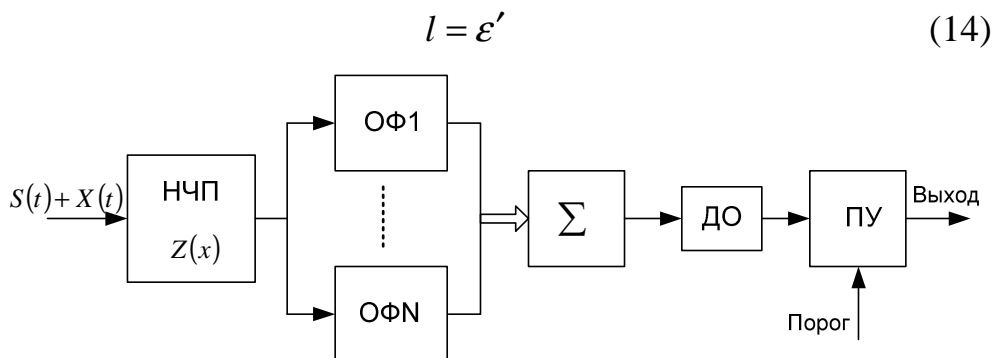 l = ε′ (14)
ОФ1
S(t)+ X(t)
НЧП
Z(x)
∑
ДО
ПУ
Выход
ОФN
Порог